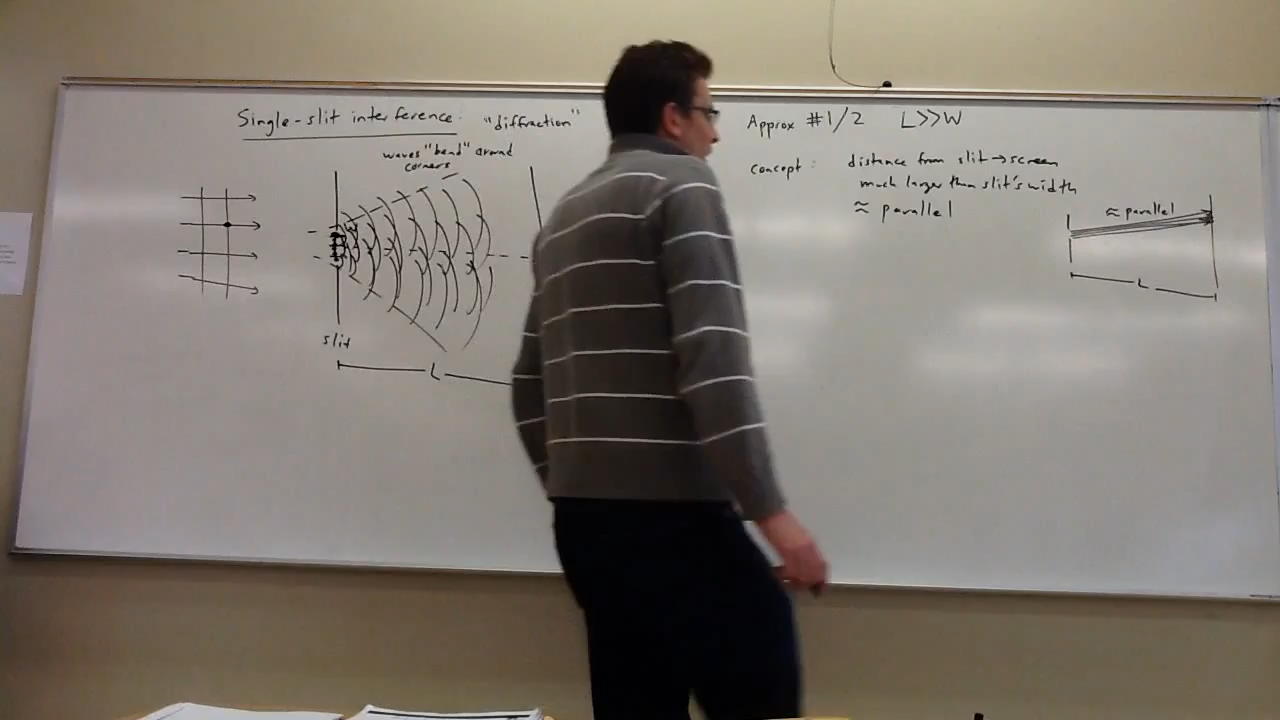 Single-slit interference: "diffraction"
waves "bend" around
corners
slit
L
Approx #1/2 L>>W
concept: distance from slit→screen
much larger than slit's width
≈ parallel
≈ parallel
L